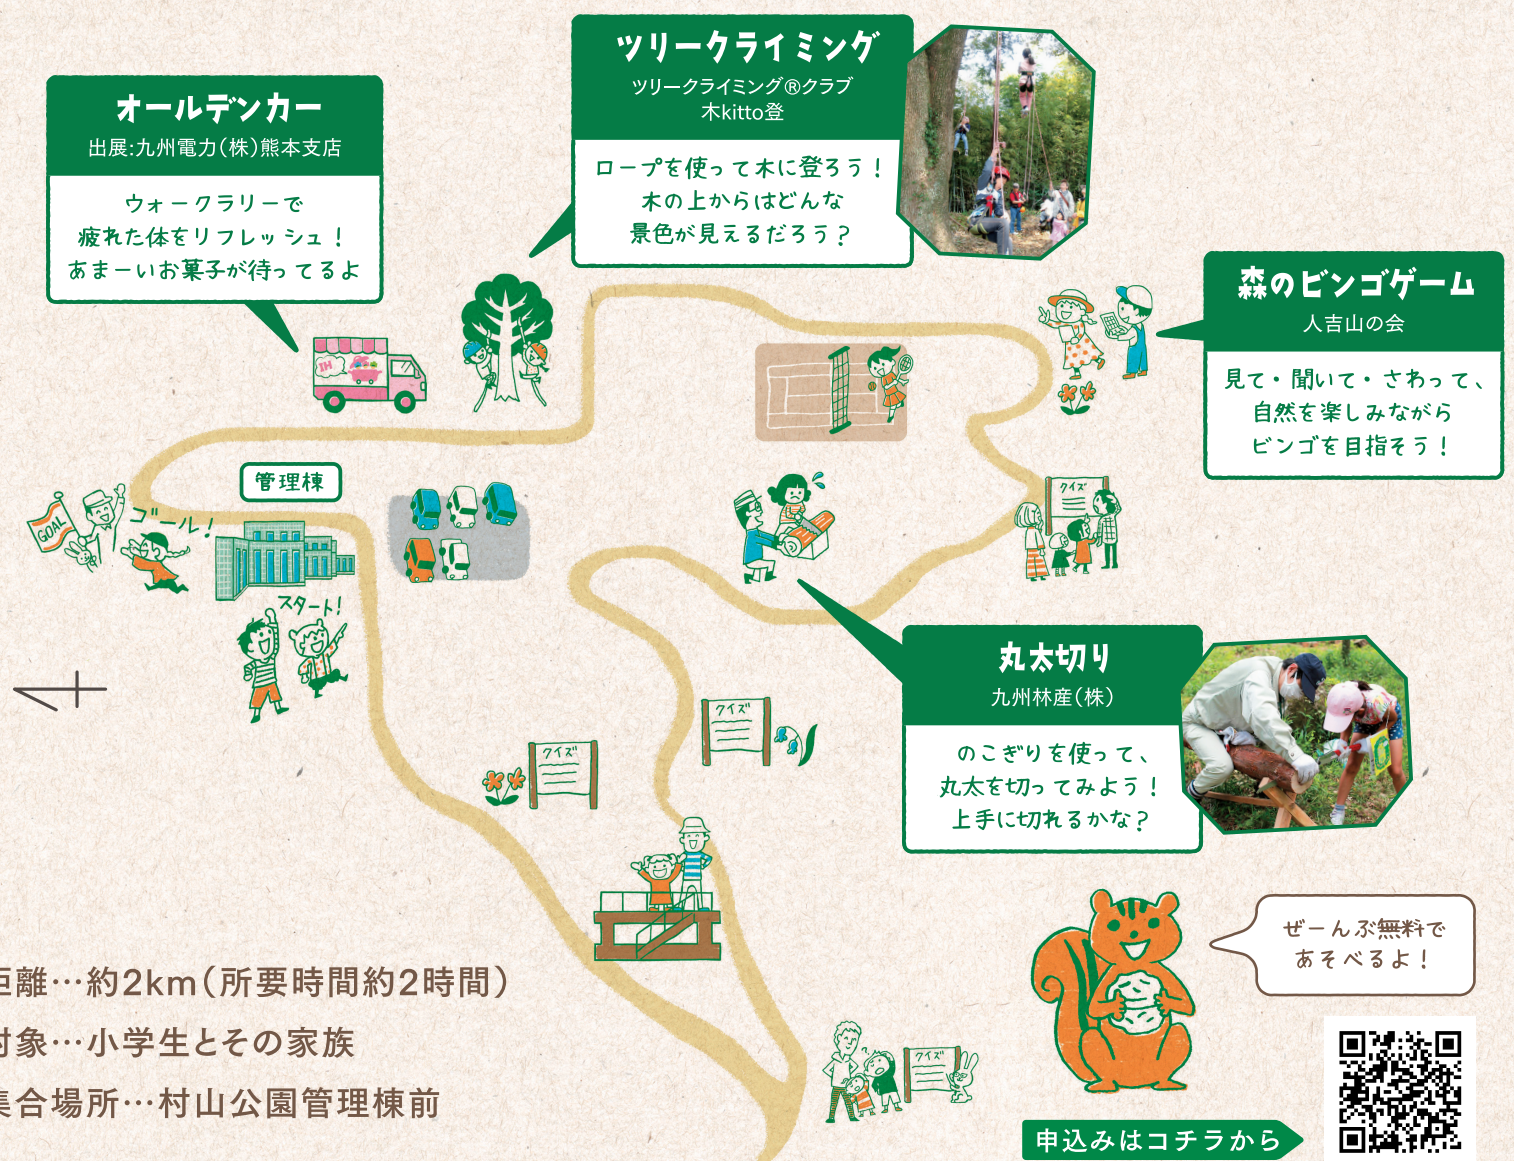 ツリークライミング
ツリークライミング®クラブ
木kitto登
ロープを使って木に登ろう！
木の上からはどんな
景色が見えるだろう？
オールデンカー
出展:九州電力（株）熊本支店
ウォークラリーで
疲れた体をリフレッシュ！
あまーいお菓子が待ってるよ
IH
森のビンゴゲーム
人吉山の会
見て・聞いて・さわって、
自然を楽しみながら
ビンゴを目指そう！
管理棟
GOAL
ゴール！
スタート！
クイズ
丸太切り
九州林産（株）
のこぎりを使って、
丸太を切ってみよう！
上手に切れるかな？
クイズ
クイズ
ぜーんぶ無料で
あそべるよ！
距離…約2km（所要時間約2時間）
対象…小学生とその家族
集合場所…村山公園管理棟前
クイズ
申込みはコチラから